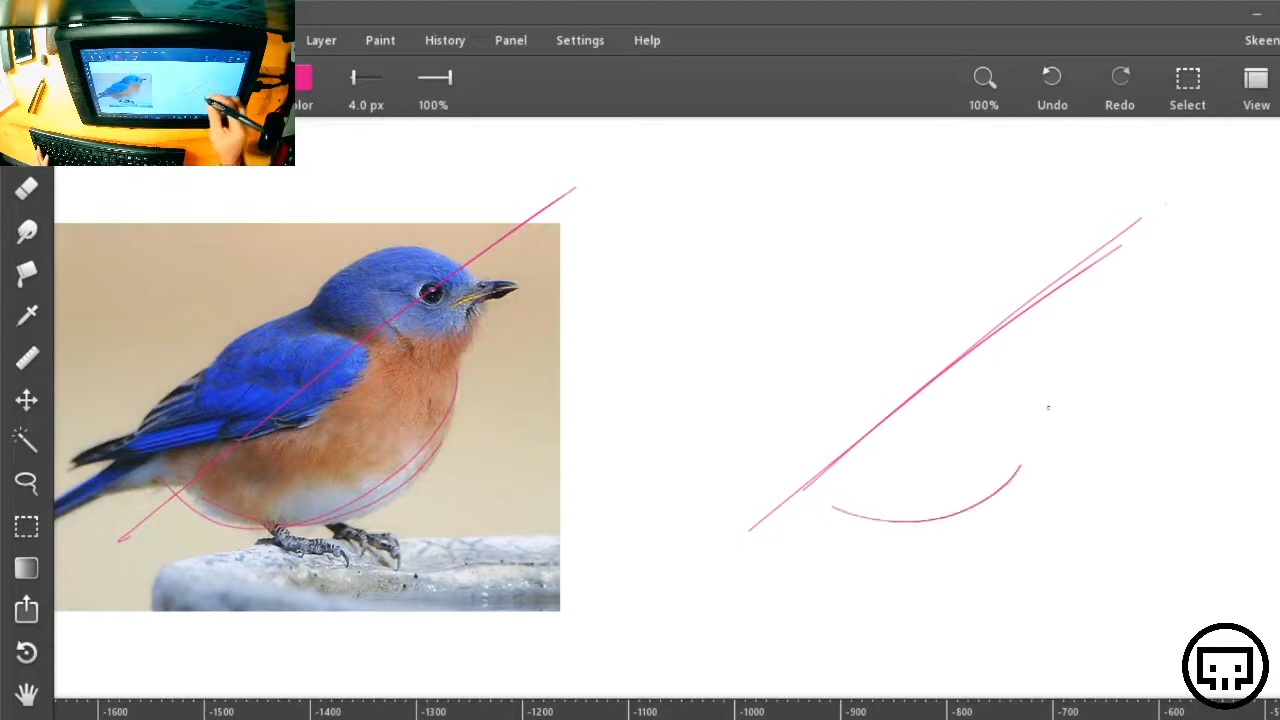 Layer Paint History Panel Settings Help Skeen
olor 4.0 px 100% 100% Undo Redo Select View
-1600 -1500 -1400 -1300 -1200 -1100 -1000 -900 -800 -700 -600 -5